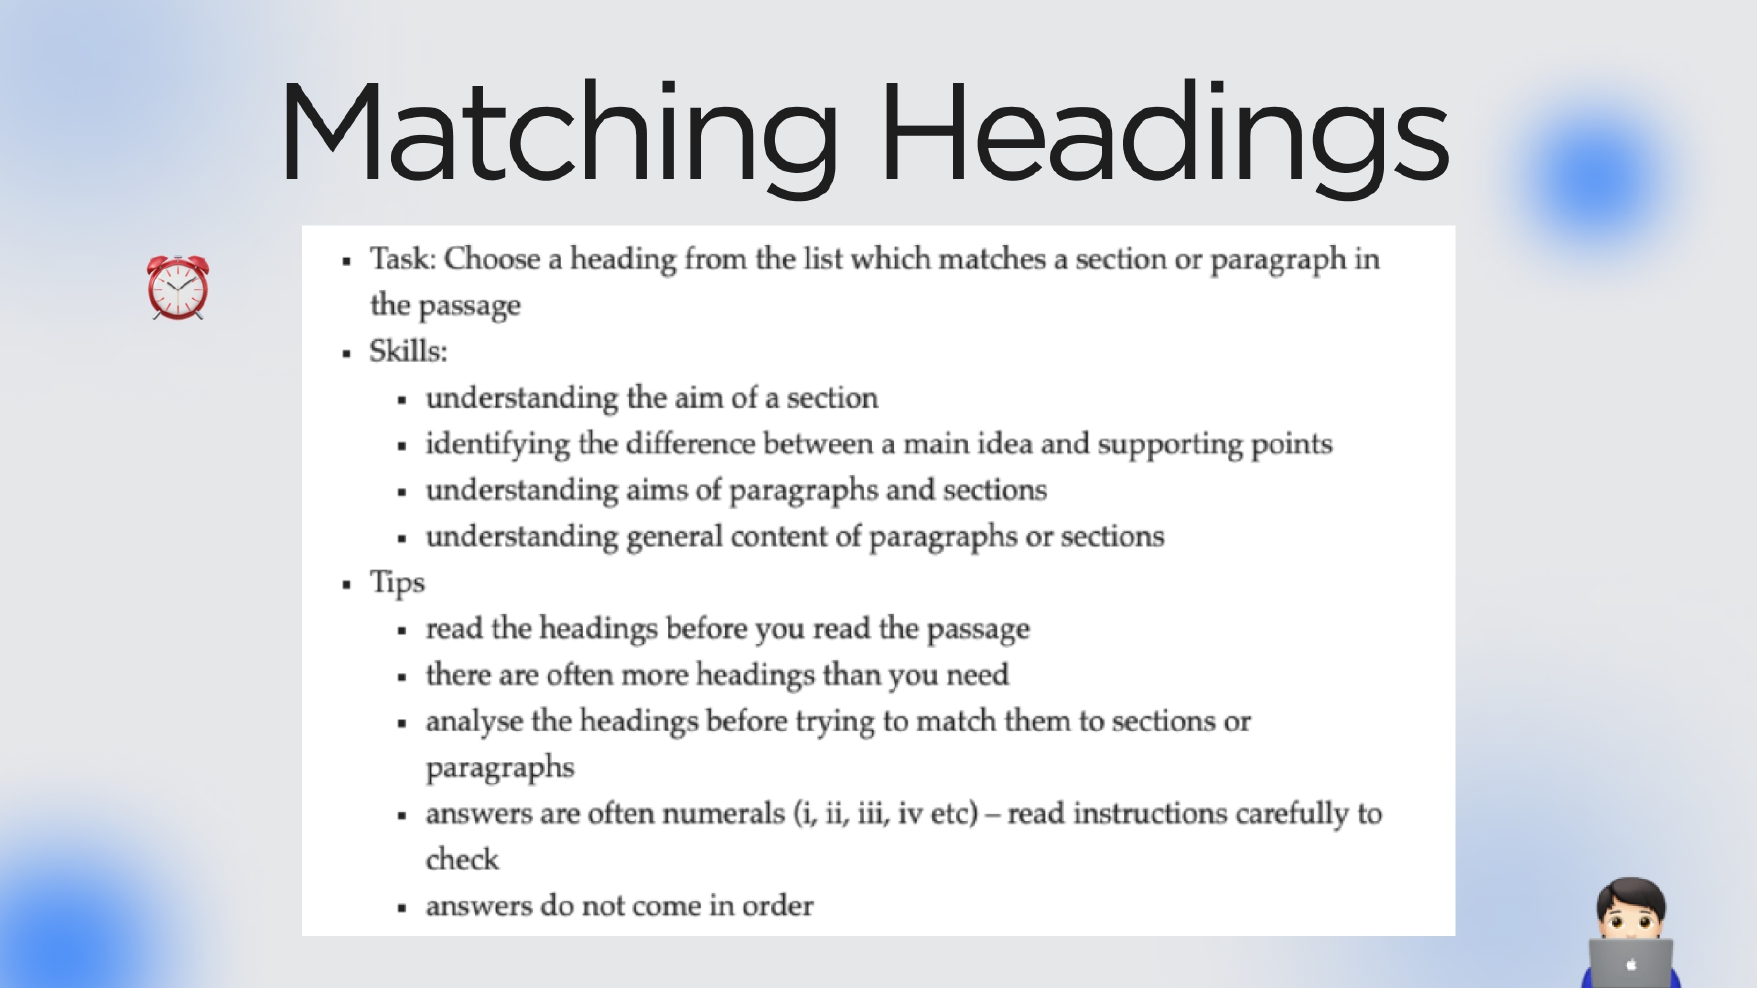 Matching Headings
▪ Task: Choose a heading from the list which matches a section or paragraph in
the passage
▪ Skills:
▪ understanding the aim of a section
▪ identifying the difference between a main idea and supporting points
▪ understanding aims of paragraphs and sections
▪ understanding general content of paragraphs or sections
▪ Tips
▪ read the headings before you read the passage
▪ there are often more headings than you need
▪ analyse the headings before trying to match them to sections or
paragraphs
▪ answers are often numerals (i, ii, iii, iv etc) – read instructions carefully to
check
▪ answers do not come in order